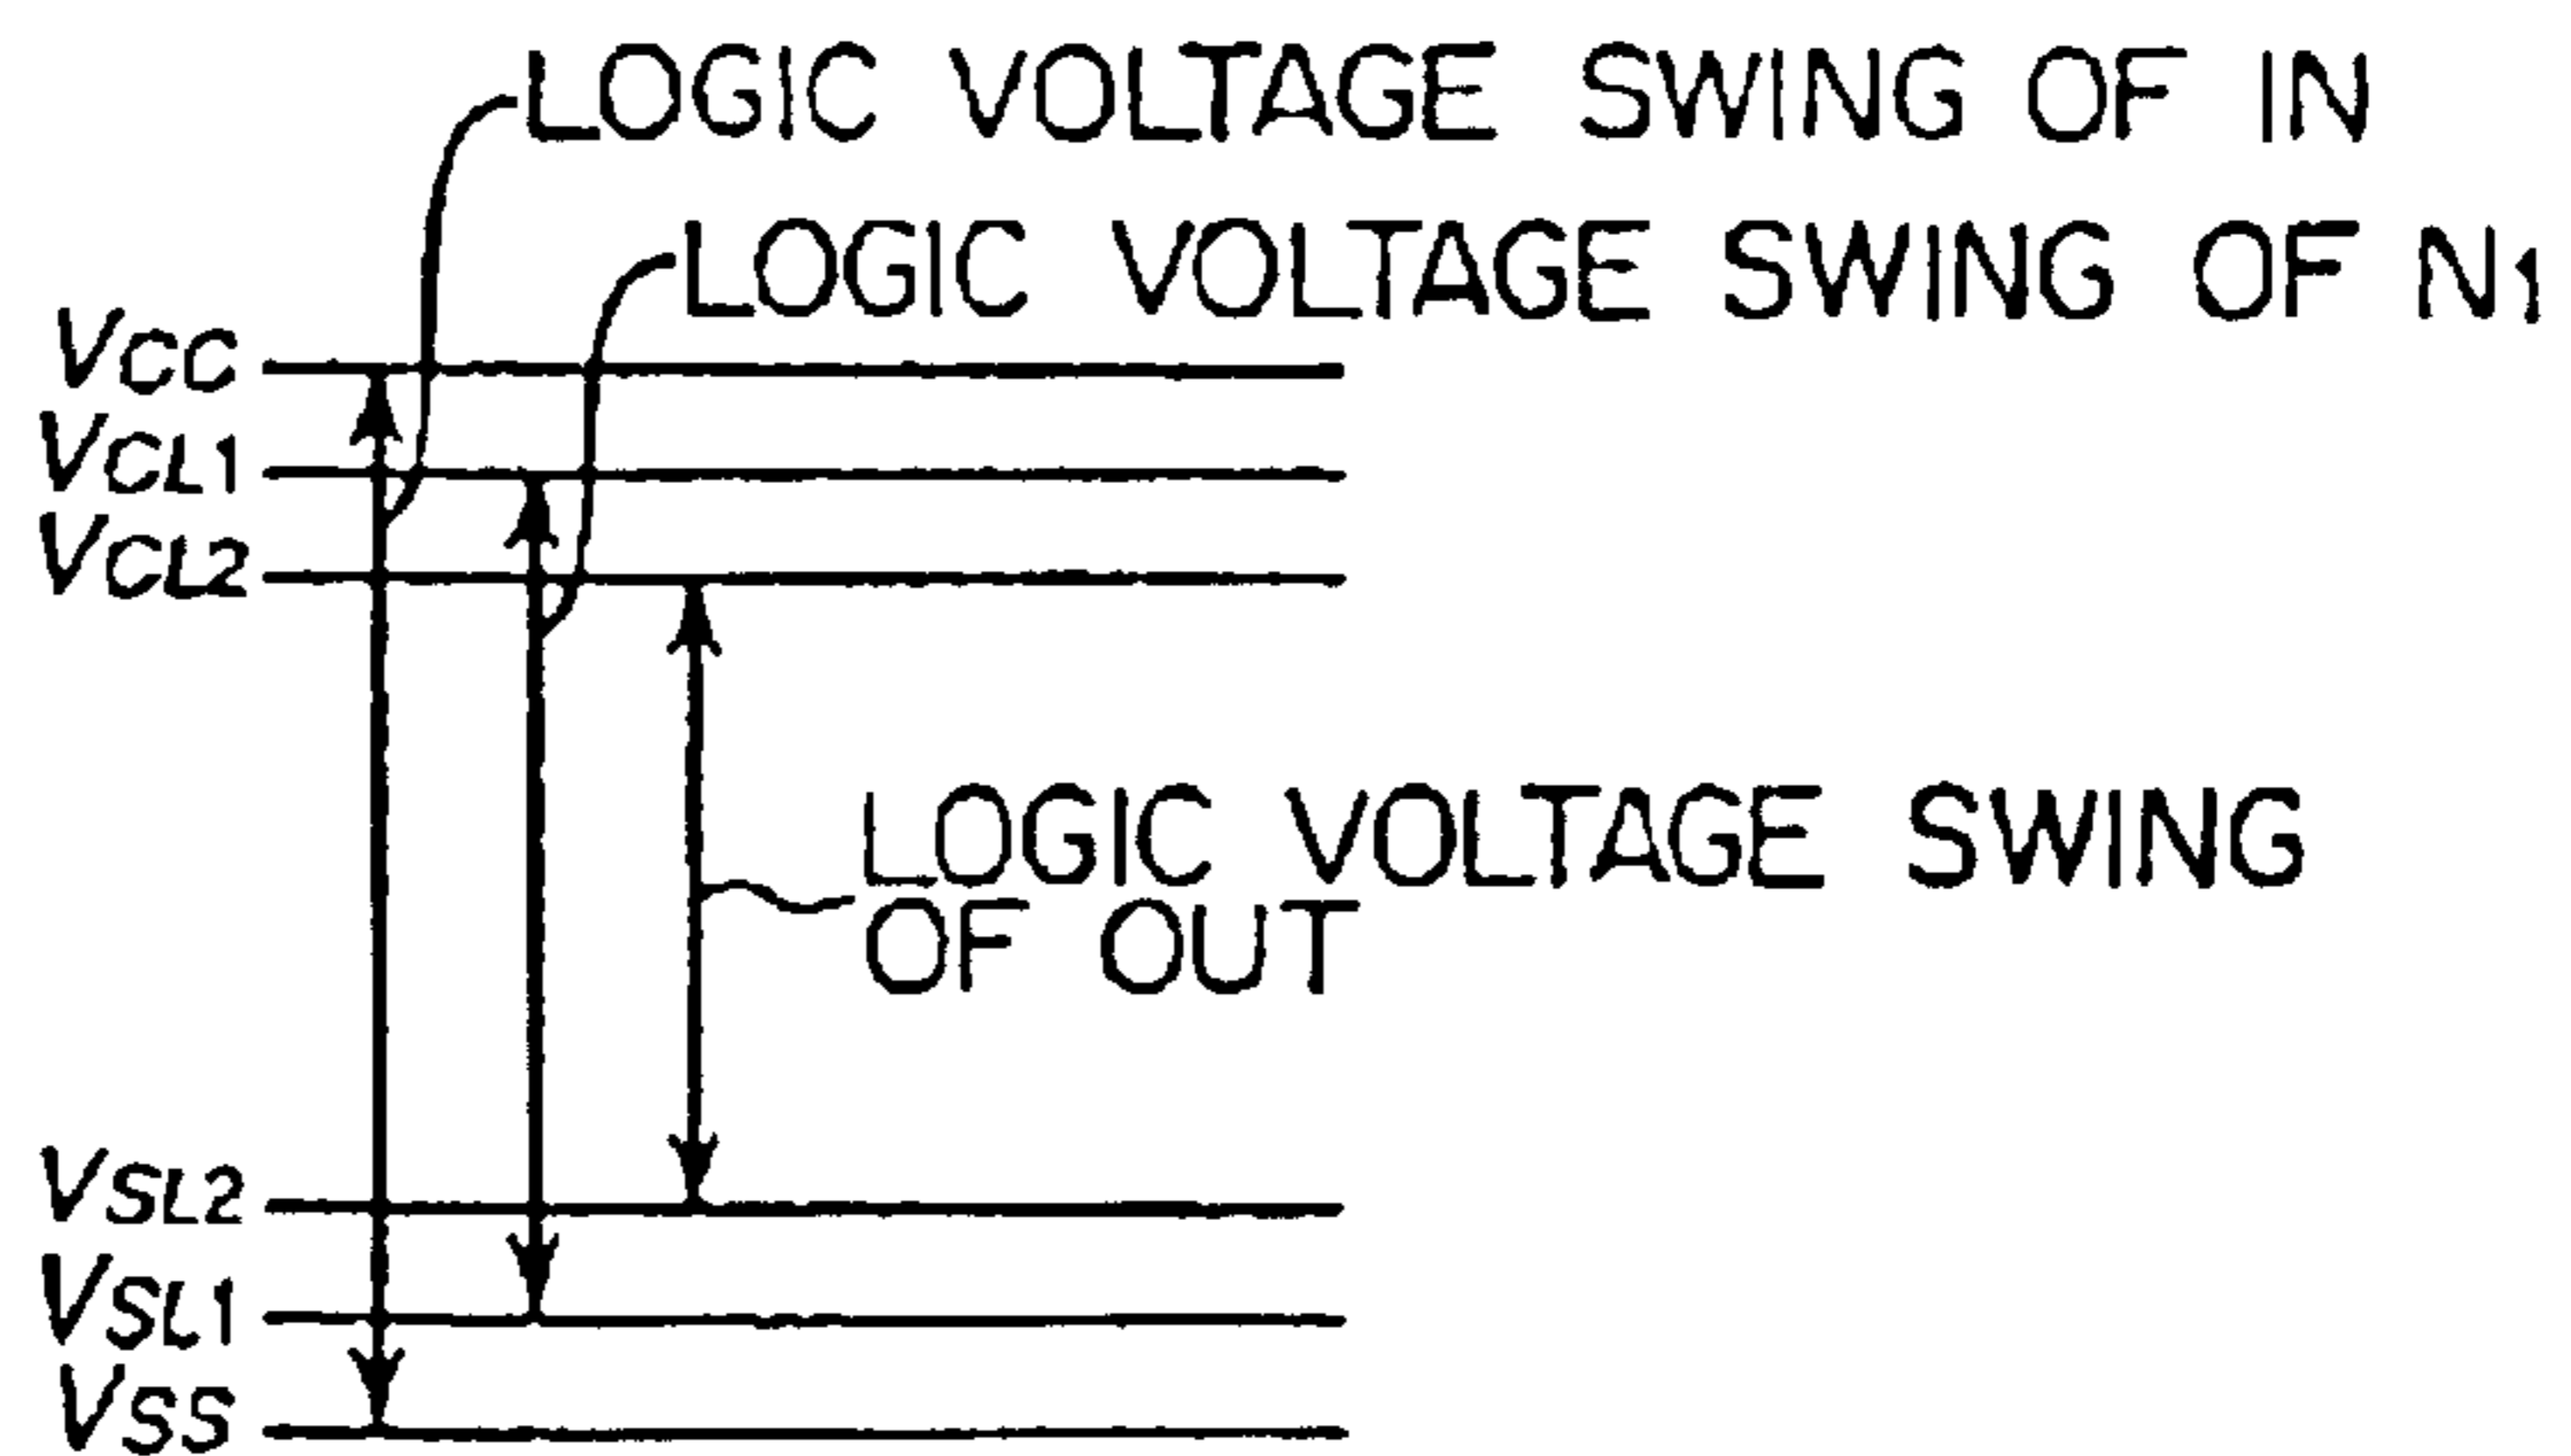 LOGIC VOLTAGE SWING OF IN
LOGIC VOLTAGE SWING OF N1
VCC
VCL1
VCL2
LOGIC VOLTAGE SWING
OF OUT
VSL2
VSL1
VSS